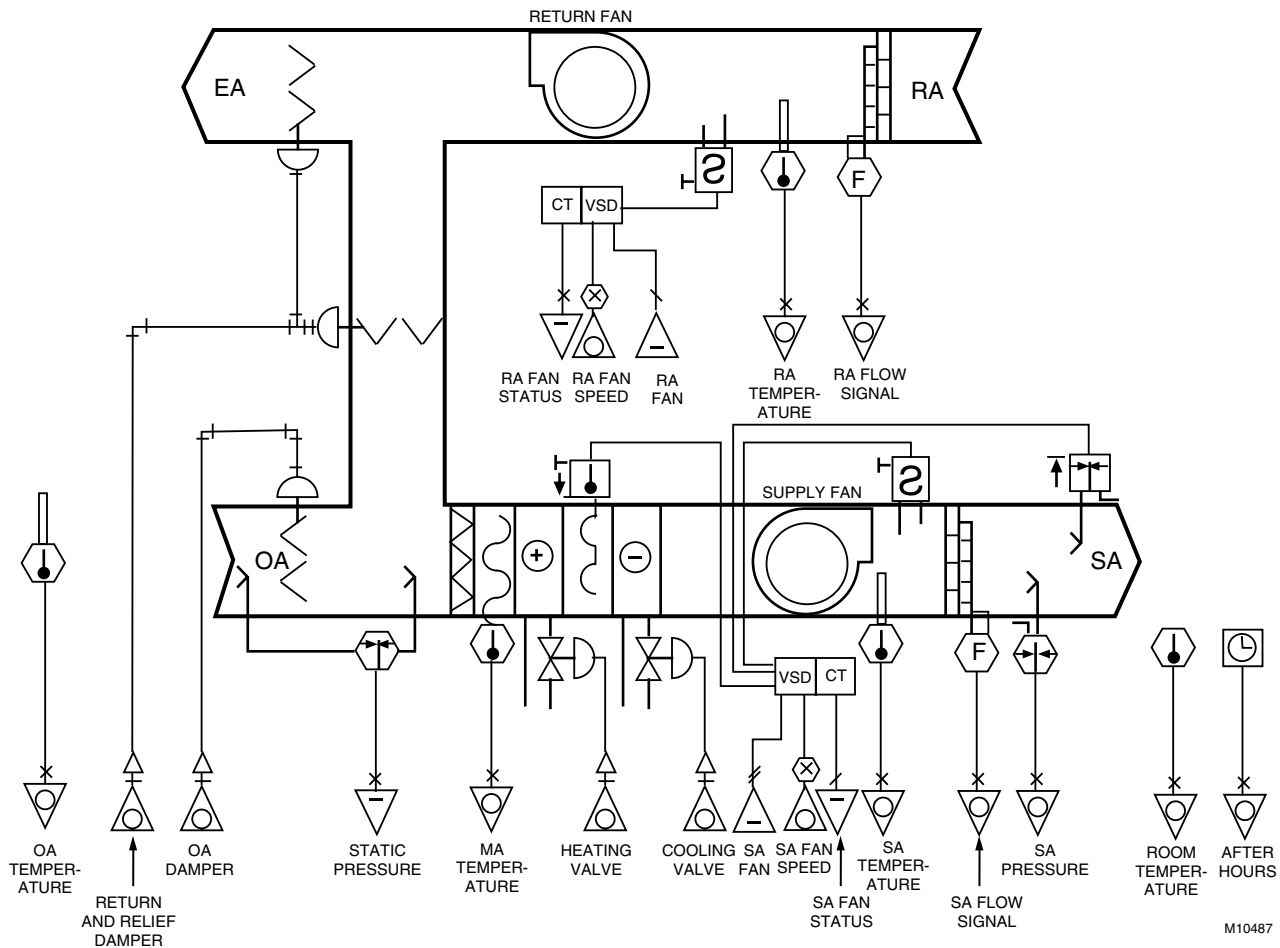 RETURN FAN
EA
RA
S
F
CT
VSD
RA FAN
STATUS
RA FAN
SPEED
RA
FAN
RA
TEMPER-
ATURE
RA FLOW
SIGNAL
SUPPLY FAN
S
OA
+
−
SA
F
VSD
CT
OA
TEMPER-
ATURE
RETURN
AND RELIEF
DAMPER
OA
DAMPER
STATIC
PRESSURE
MA
TEMPER-
ATURE
HEATING
VALVE
COOLING
VALVE
SA
FAN
SA FAN
SPEED
SA FAN
STATUS
SA
TEMPER-
ATURE
SA FLOW
SIGNAL
SA
PRESSURE
ROOM
TEMPER-
ATURE
AFTER
HOURS
M10487